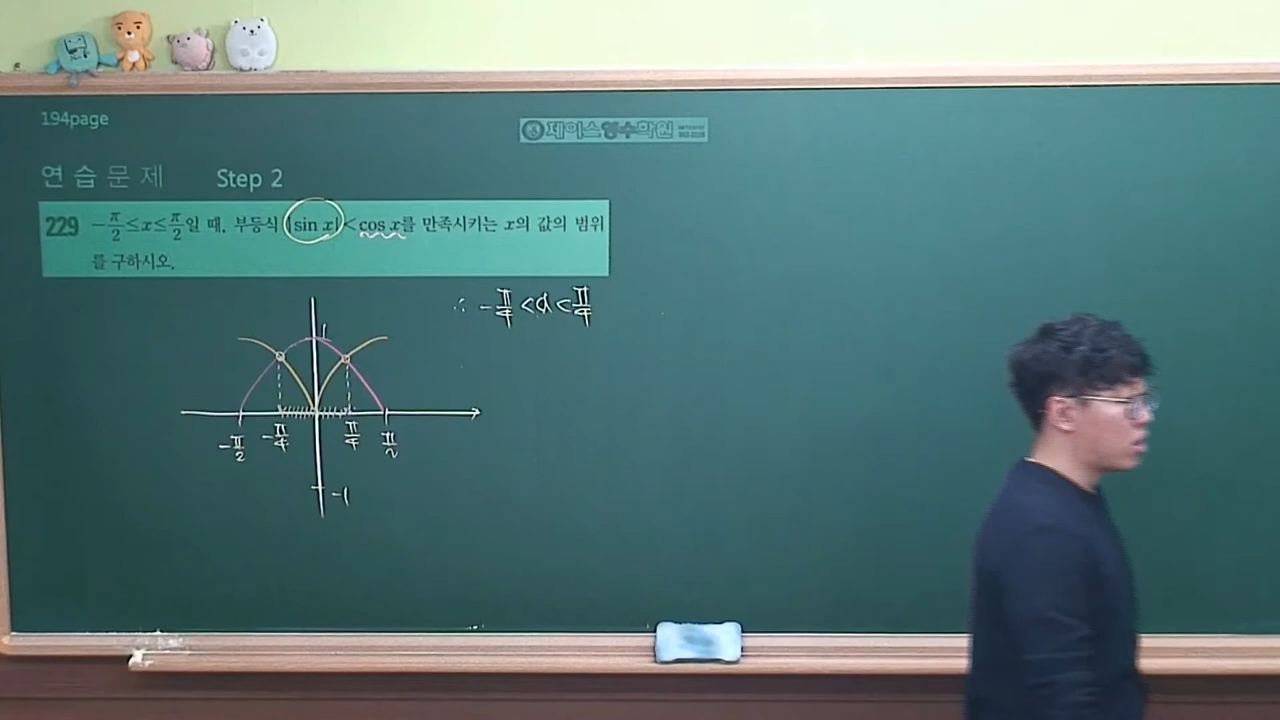 194page
제이스영수학원
연습문제 Step 2
229 -π/2≤x≤π/2일 때, 부등식 |sin x|<cos x를 만족시키는 x의 값의 범위
를 구하시오.
∴ -π/4 <x< π/4
1
-π/2 -π/4 π/4 π/2
-1